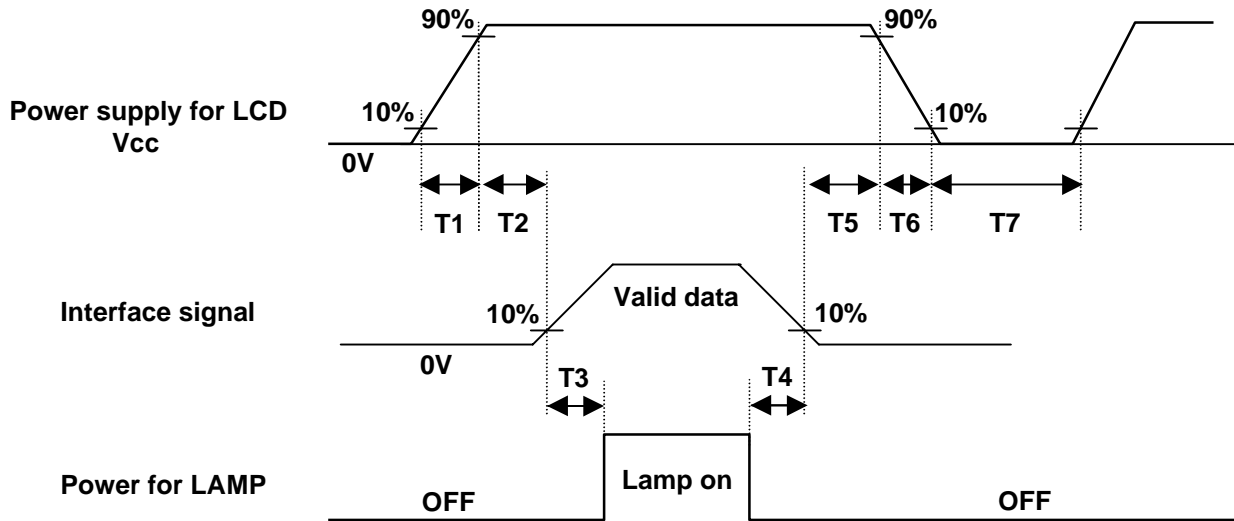 90%
90%
Power supply for LCD
Vcc
10%
10%
0V
T1
T2
T5
T6
T7
Interface signal
Valid data
10%
10%
0V
T3
T4
Power for LAMP
OFF
Lamp on
OFF